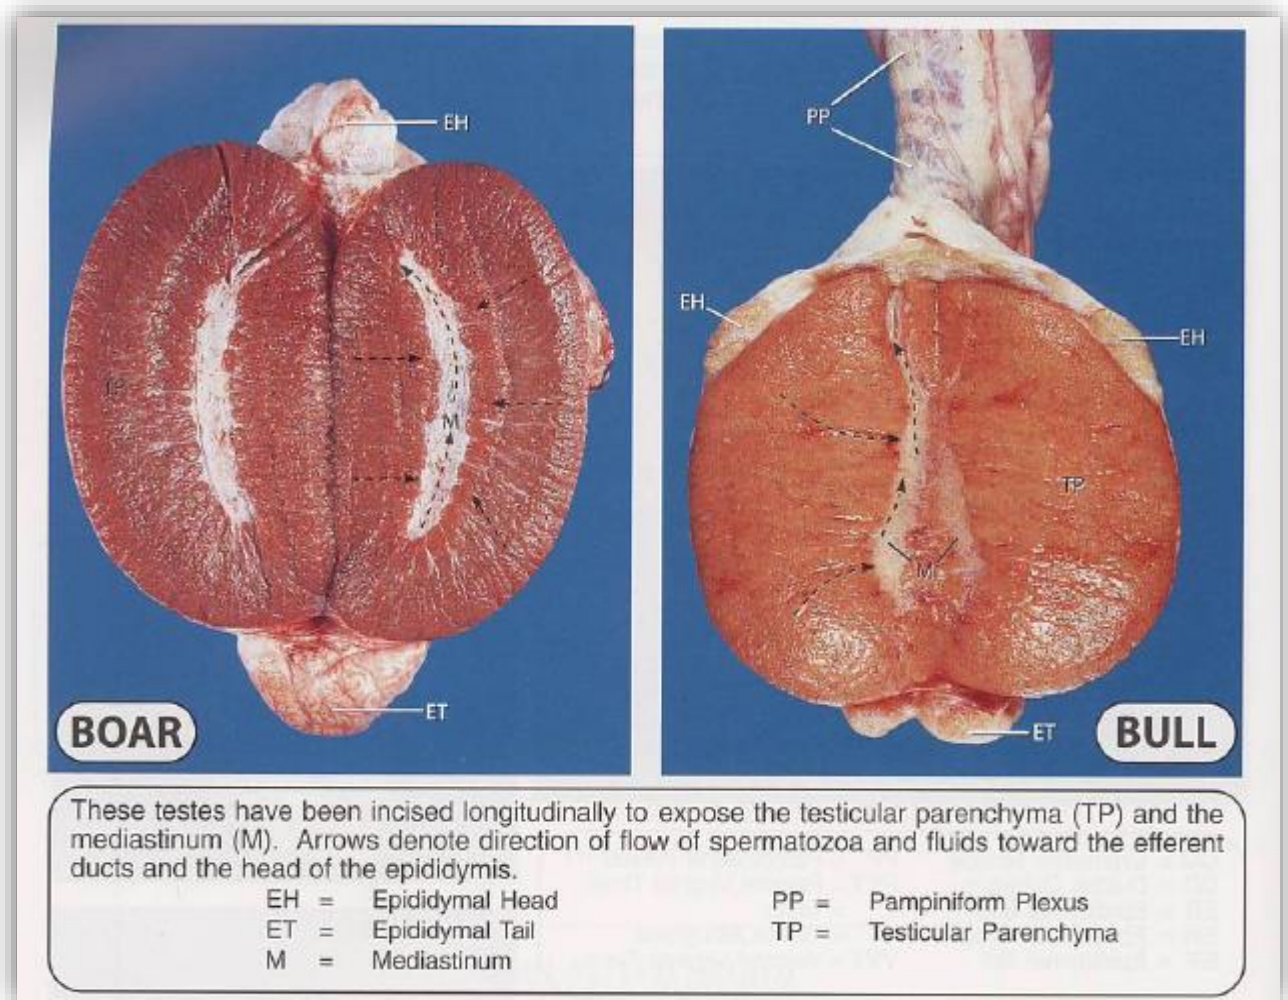 EH
TP
M
ET
BOAR
PP
EH
EH
TP
M
ET
BULL
These testes have been incised longitudinally to expose the testicular parenchyma (TP) and the
mediastinum (M). Arrows denote direction of flow of spermatozoa and fluids toward the efferent
ducts and the head of the epididymis.
EH = Epididymal Head
ET = Epididymal Tail
M = Mediastinum
PP = Pampiniform Plexus
TP = Testicular Parenchyma